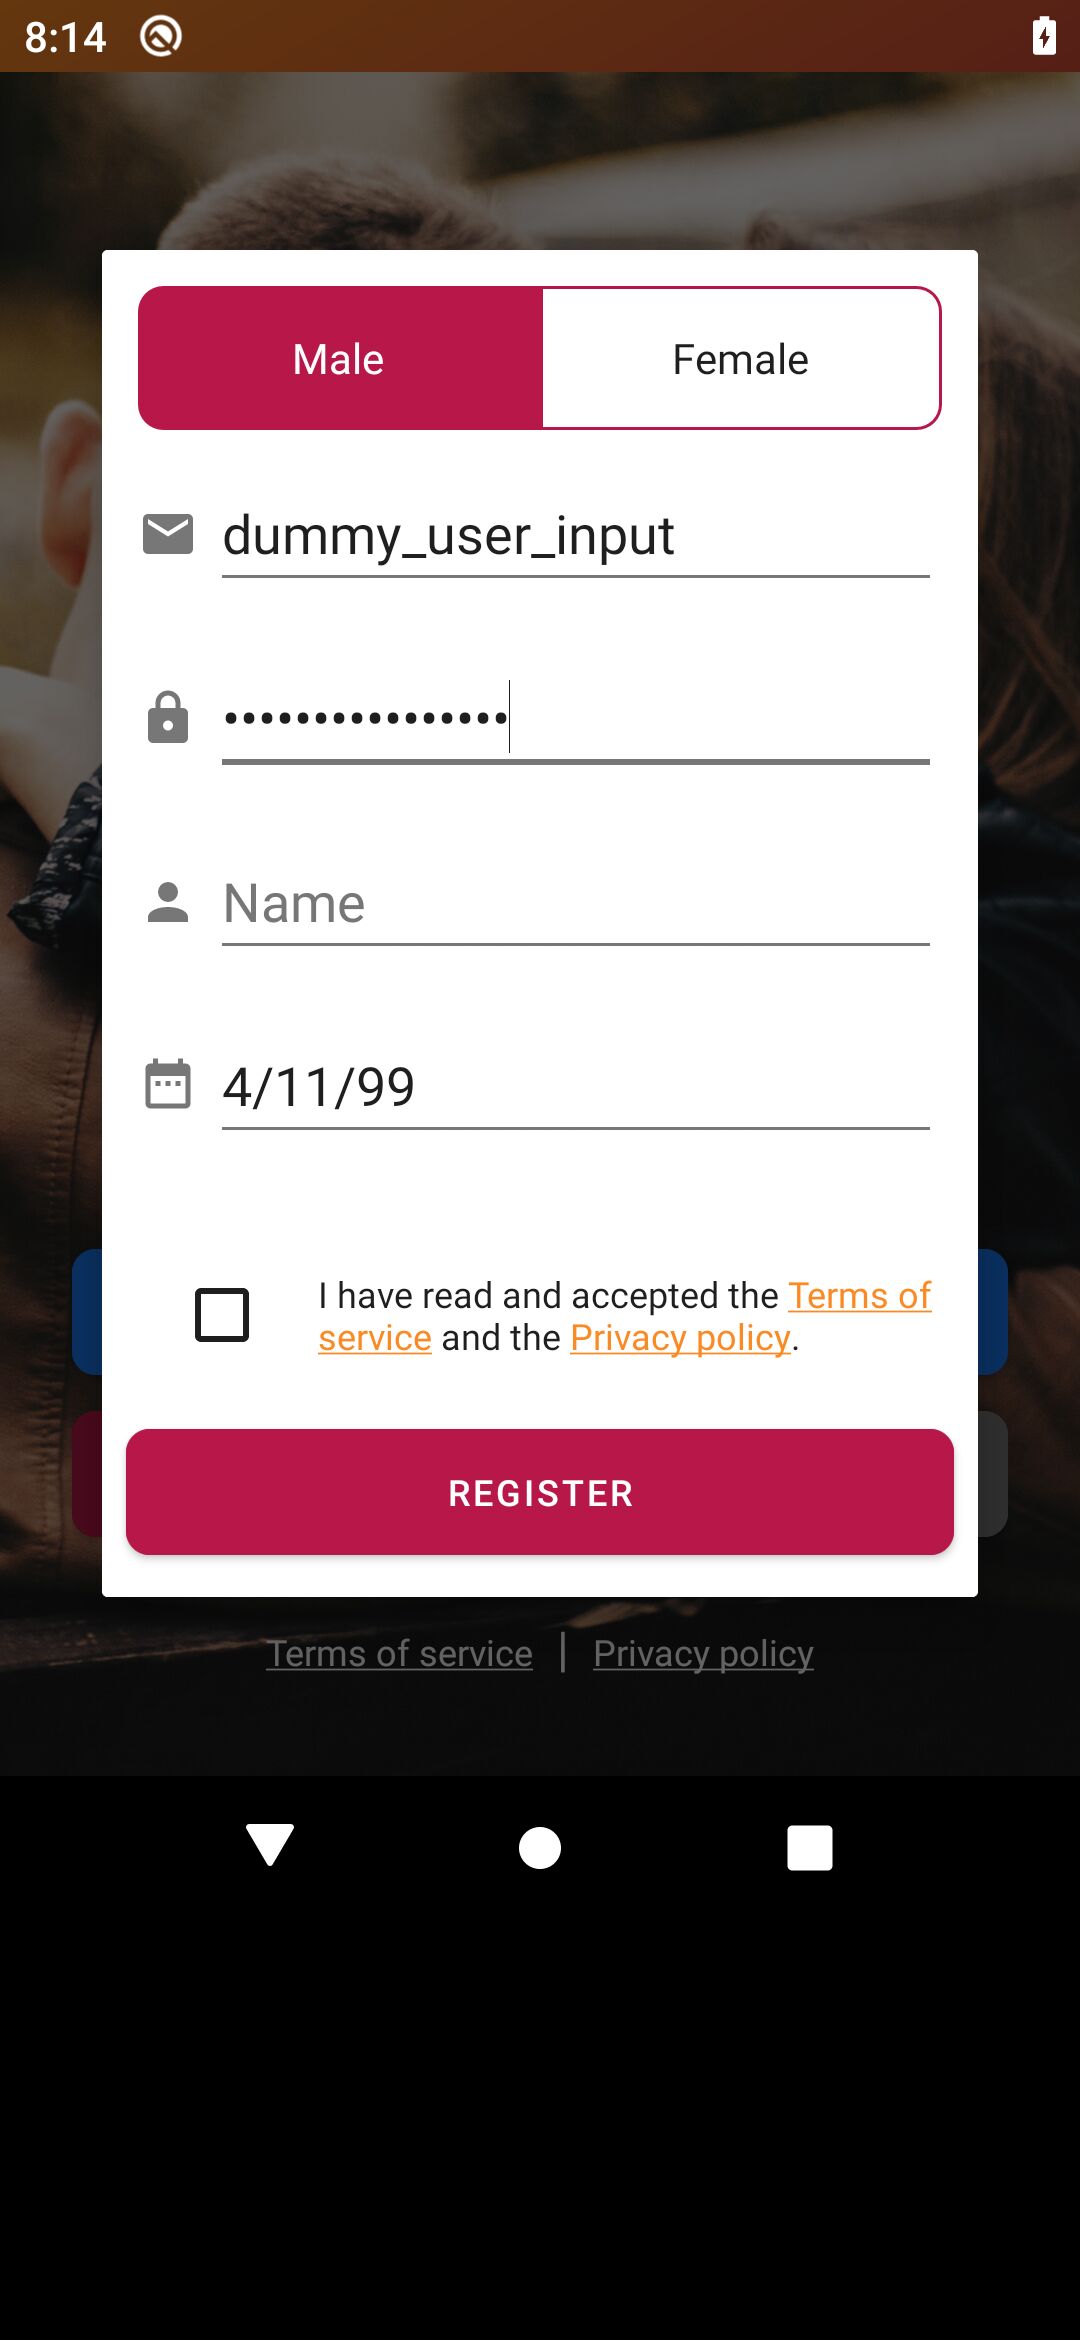 8:14
Male
Female
dummy_user_input
••••••••••••••••
Name
4/11/99
I have read and accepted the Terms of
service and the Privacy policy.
REGISTER
Terms of service | Privacy policy